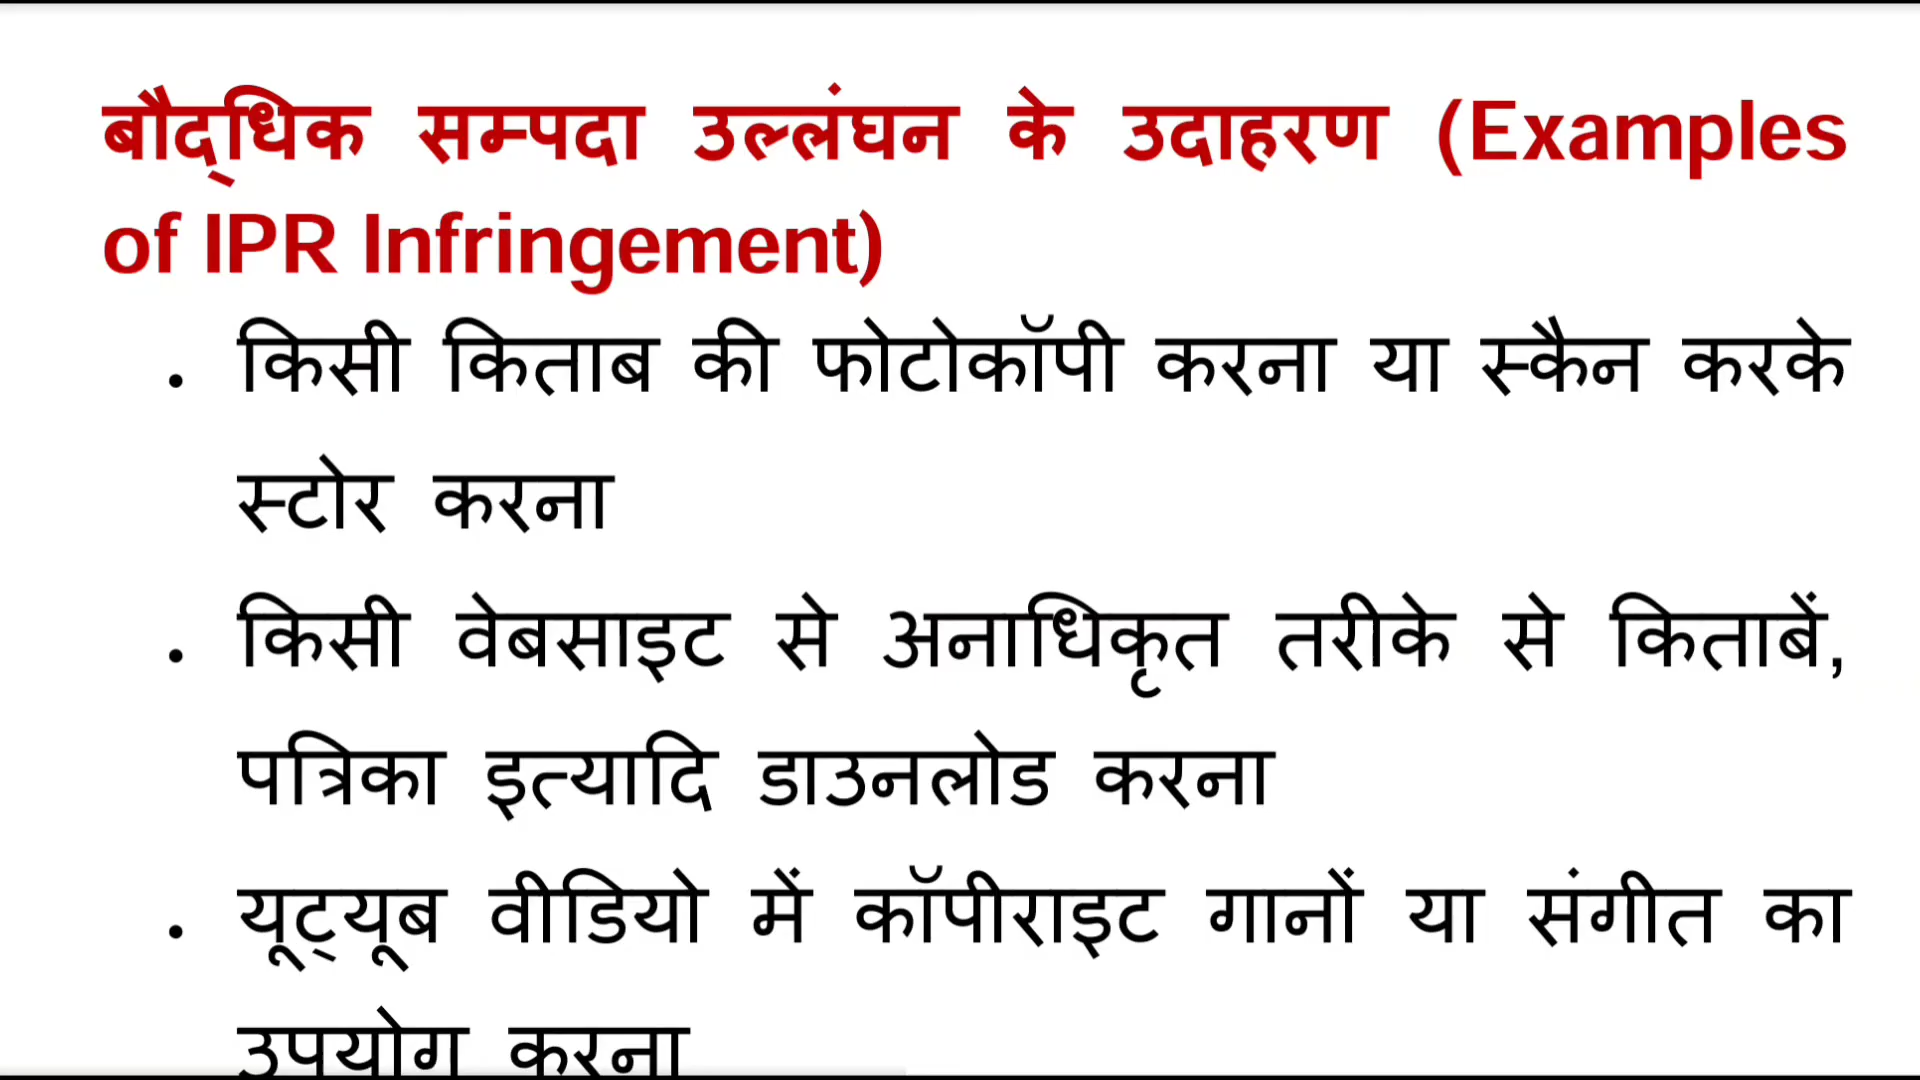 बौद्धिक सम्पदा उल्लंघन के उदाहरण (Examples
of IPR Infringement)
• किसी किताब की फोटोकॉपी करना या स्कैन करके
स्टोर करना
• किसी वेबसाइट से अनाधिकृत तरीके से किताबें,
पत्रिका इत्यादि डाउनलोड करना
• यूट्यूब वीडियो में कॉपीराइट गानों या संगीत का
उपयोग करना